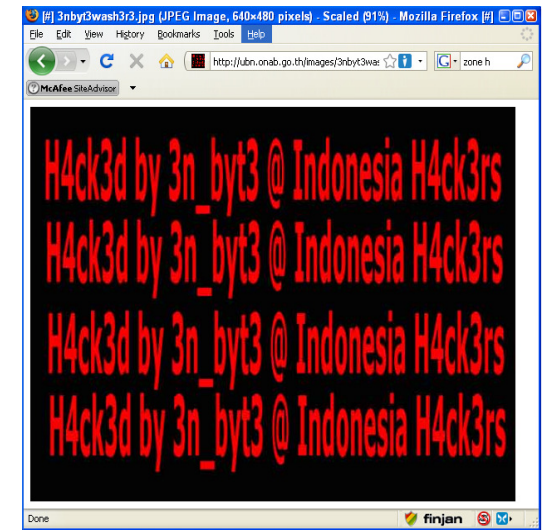 [#] 3nbyt3wash3r3.jpg (JPEG Image, 640×480 pixels) - Scaled (91%) - Mozilla Firefox [#]
File Edit View History Bookmarks Tools Help
http://ubn.onab.go.th/images/3nbyt3was zone h
McAfee SiteAdvisor
H4ck3d by 3n_byt3 @ Indonesia H4ck3rs
H4ck3d by 3n_byt3 @ Indonesia H4ck3rs
H4ck3d by 3n_byt3 @ Indonesia H4ck3rs
H4ck3d by 3n_byt3 @ Indonesia H4ck3rs
Done finjan